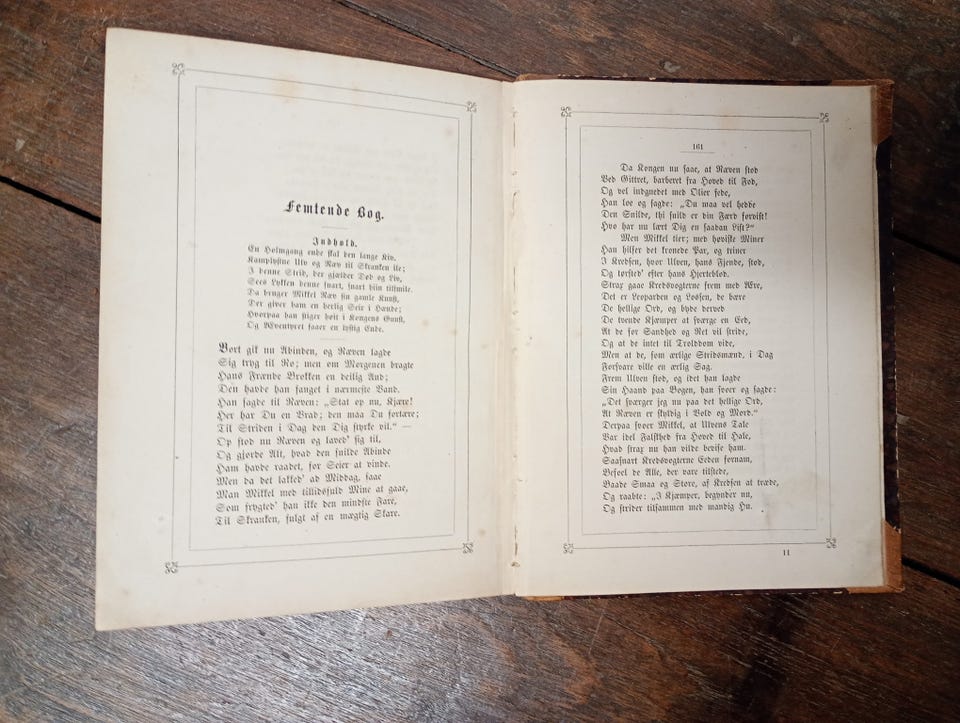 Femtende Bog.
Indhold.
En Holmgang ende skal den lange Kiv.
Kamplystne Ulv og Ræv til Skranken ile;
I denne Strid, der gjælder Død og Liv,
Sees Lykken denne snart, snart hiin tilsmile.
Da bruger Mikkel Ræv sin gamle Kunst,
Der giver ham en herlig Seir i Hænde;
Hvorpaa han stiger høit i Kongens Gunst,
Og Æventyret faaer en lystig Ende.
Bort gik nu Abinden, og Ræven lagde
Sig tryg til Ro; men om Morgenen bragte
Hans Frænde Brokken en deilig And;
Den havde han fanget i nærmeste Vand.
Han sagde til Ræven: „Stat op nu, Kjære!
Her har Du en Brad; den maa Du fortære;
Til Striden i Dag den Dig styrke vil.“ —
Op stod nu Ræven og laved' sig til,
Og gjorde Alt, hvad den snilde Abinde
Ham havde raadet, for Seier at vinde.
Men da det lakked' ad Middag, saae
Man Mikkel med tillidsfuld Mine at gaae,
Som frygted' han ikke den mindste Fare,
Til Skranken, fulgt af en mægtig Skare.
161
Da Kongen nu saae, at Ræven stod
Ved Gittret, barberet fra Hoved til Fod,
Og vel indgnedet med Olier fede,
Han loe og sagde: „Du maa vel hedde
Den Snilde, thi snild er din Færd forvist!
Hvo har nu lært Dig en saadan List?“
Men Mikkel tier; med høviske Miner
Han hilser det kronede Par, og triner
I Kredsen, hvor Ulven, hans Fjende, stod,
Og tørsted' efter hans Hjerteblod.
Strax gaae Kredsvogterne frem med Ære,
Det er Leoparden og Lossen, de bære
De hellige Ord, og byde derved
De tvende Kjæmper at sværge en Eed,
At de for Sandhed og Ret vil stride,
Og at de intet til Troldbom vide,
Men at de, som ærlige Stridsmænd, i Dag
Forsvare ville en ærlig Sag.
Frem Ulven stod, og idet han lagde
Sin Haand paa Bogen, han svoer og sagde:
„Det sværger jeg nu paa det hellige Ord,
At Ræven er skyldig i Vold og Mord.“
Derpaa svoer Mikkel, at Ulvens Tale
Var idel Falskhed fra Hoved til Hale,
Hvad strax nu han vilde bevise ham.
Saasnart Kredsvogterne Eeden fornam,
Befoel de Alle, der vare tilstede,
Baade Smaa og Store, af Kredsen at træde,
Og raabte: „I Kjæmper, begynder nu,
Og strider tilsammen med mandig Hu.
11